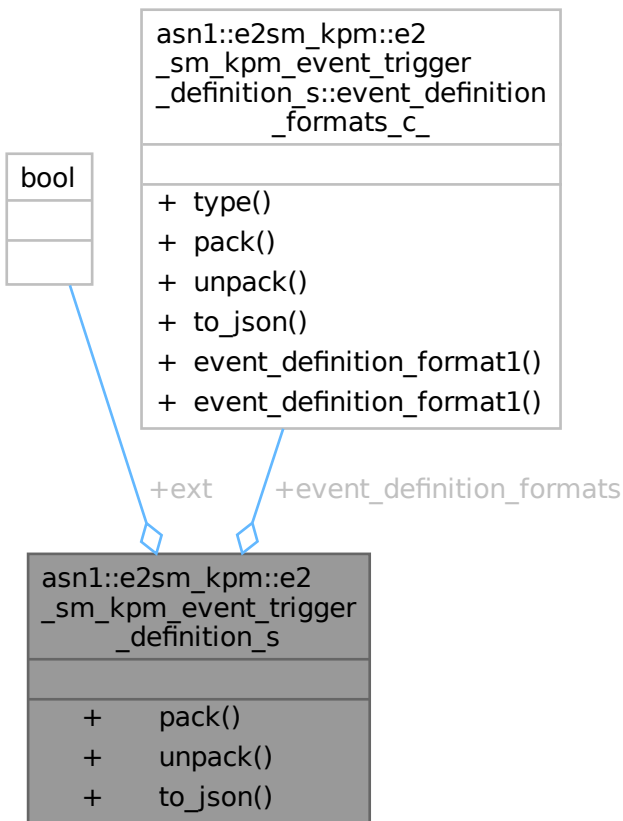 asn1::e2sm_kpm::e2
_sm_kpm_event_trigger
_definition_s::event_definition
_formats_c_
+ type()
+ pack()
+ unpack()
+ to_json()
+ event_definition_format1()
+ event_definition_format1()
bool
+ext
+event_definition_formats
asn1::e2sm_kpm::e2
_sm_kpm_event_trigger
_definition_s
+ pack()
+ unpack()
+ to_json()